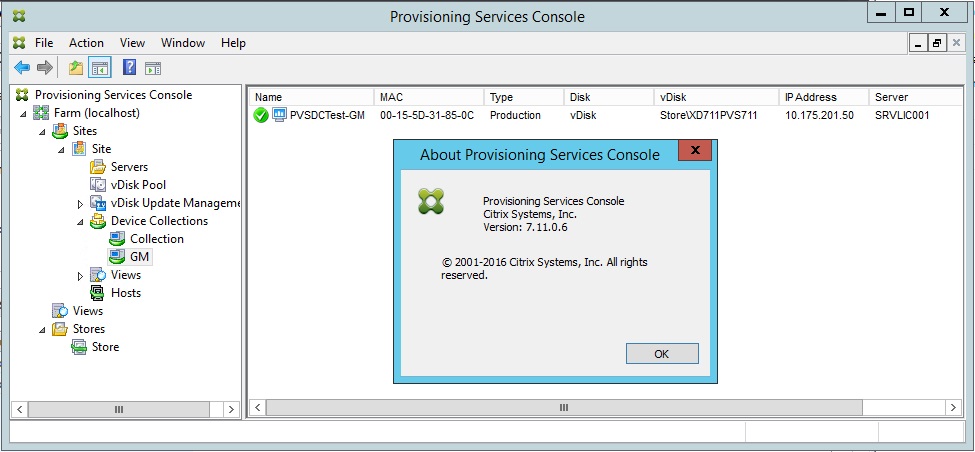 Provisioning Services Console
File Action View Window Help
Provisioning Services Console
Farm (localhost)
Sites
Site
Servers
vDisk Pool
vDisk Update Manageme
Device Collections
Collection
GM
Views
Hosts
Views
Stores
Store
Name MAC Type Disk vDisk IP Address Server
PVSDCTest-GM 00-15-5D-31-85-0C Production vDisk Store\XD711PVS711 10.175.201.50 SRVLIC001
About Provisioning Services Console
Provisioning Services Console
Citrix Systems, Inc.
Version: 7.11.0.6
© 2001-2016 Citrix Systems, Inc. All rights
reserved.
OK